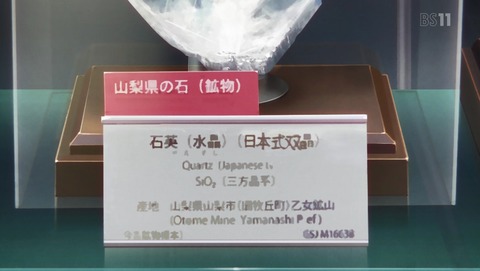 BS11
山梨県の石（鉱物）
石英（水晶）（日本式双晶）
Quartz (Japanese
SiO₂（三方晶
産地 山梨県山梨市（旧牧丘町）乙女鉱山
(Otome Mine Yamanashi P ef)
GSJ M16638